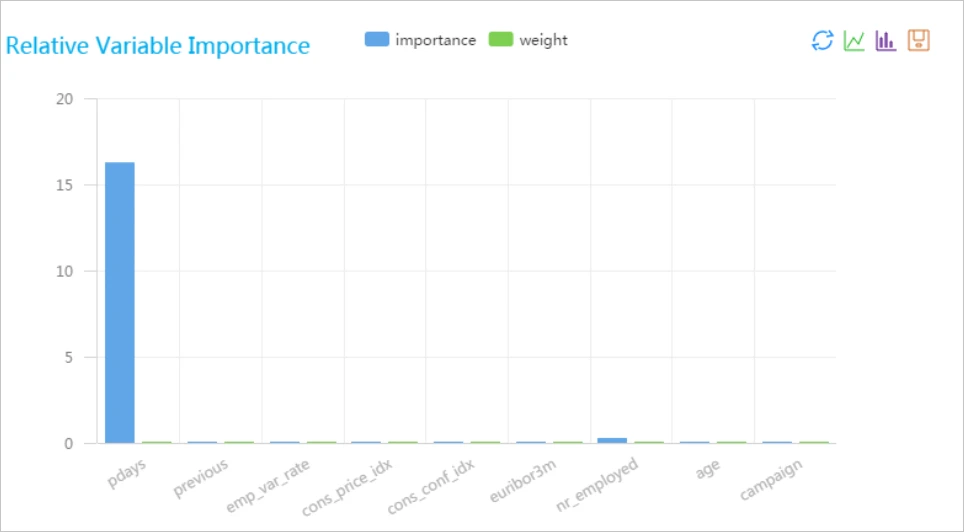 Relative Variable Importance
importance weight
20
15
10
5
0
pdays previous emp_var_rate cons_price_idx cons_conf_idx euribor3m nr_employed age campaign